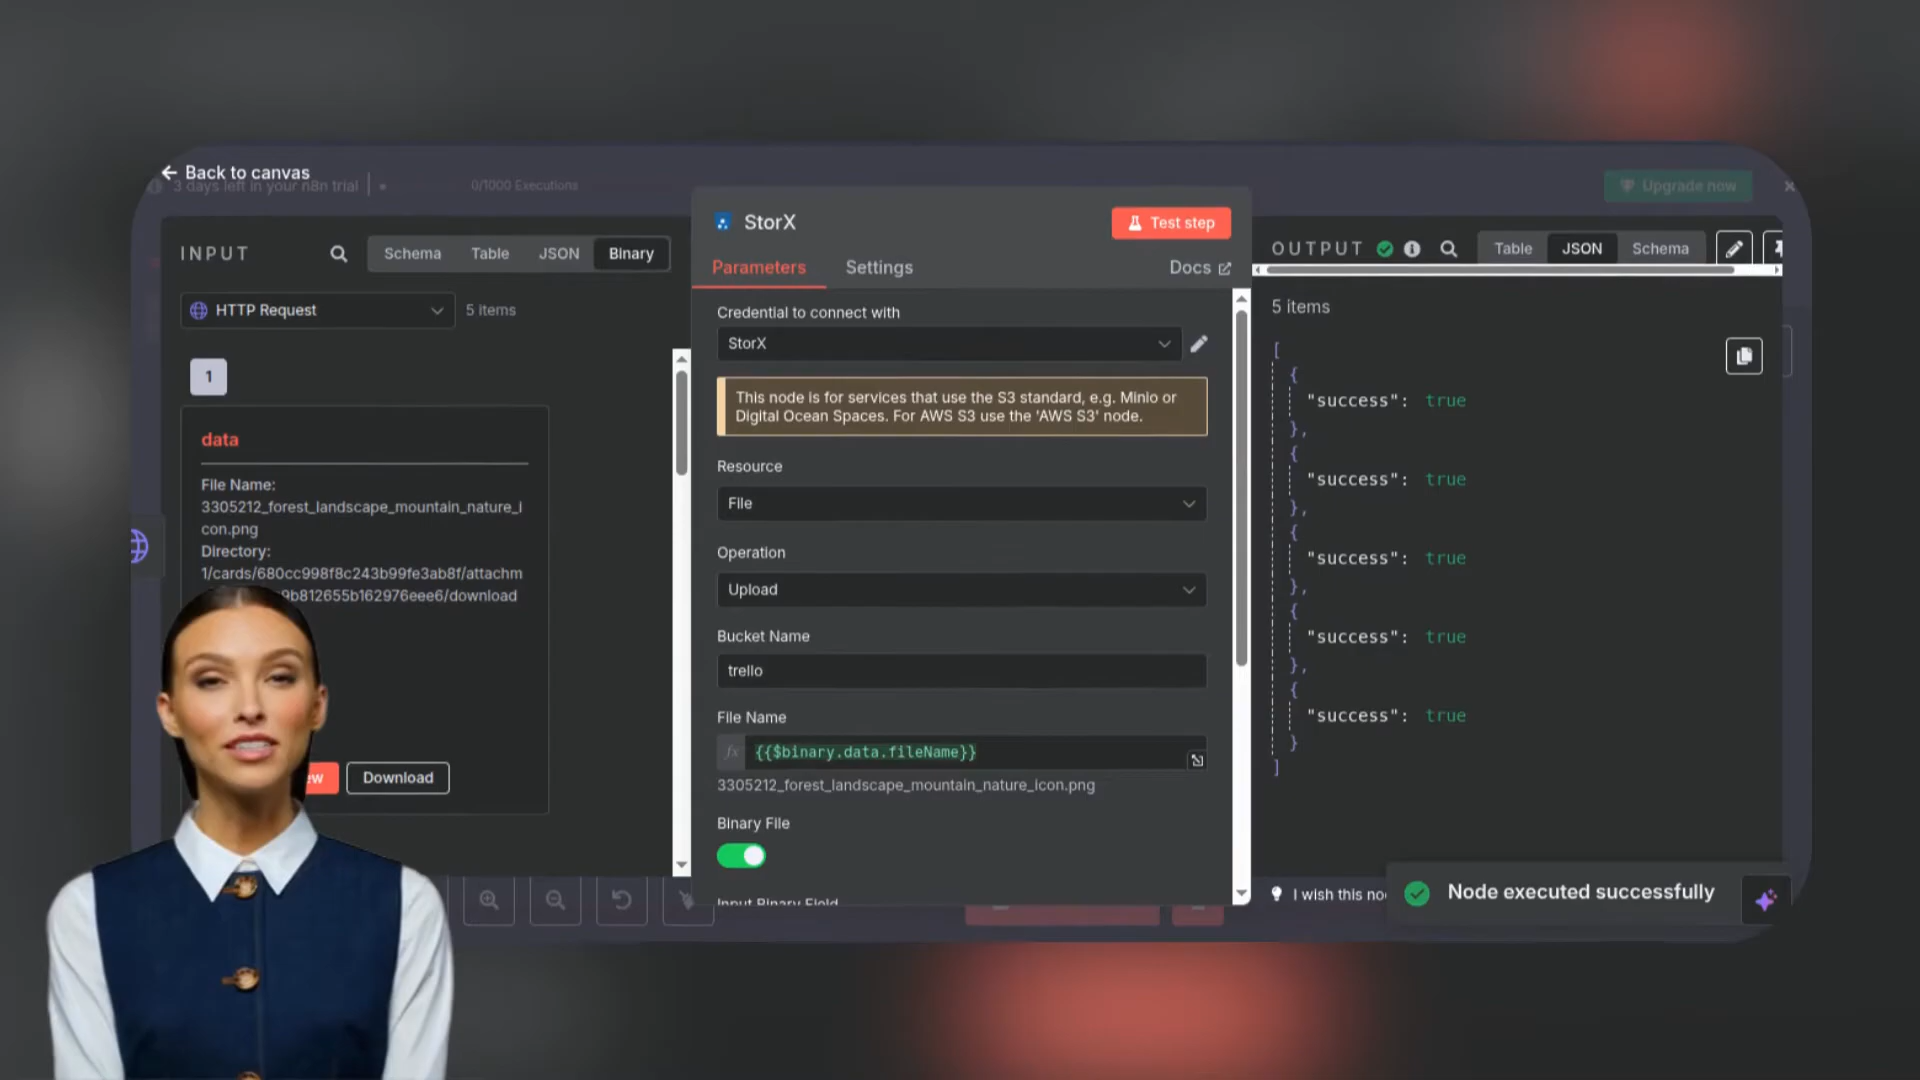 Back to canvas
3 days left in your n8n trial
0/1000 Executions
Upgrade now
INPUT
Schema
Table
JSON
Binary
HTTP Request
5 items
1
data
File Name:
3305212_forest_landscape_mountain_nature_i
con.png
Directory:
1/cards/680cc998f8c243b99fe3ab8f/attachm
9b812655b162976eee6/download
Download
StorX
Test step
Parameters
Settings
Docs
Credential to connect with
StorX
This node is for services that use the S3 standard, e.g. Minio or
Digital Ocean Spaces. For AWS S3 use the 'AWS S3' node.
Resource
File
Operation
Upload
Bucket Name
trello
File Name
fx {{$binary.data.fileName}}
3305212_forest_landscape_mountain_nature_icon.png
Binary File
Input Binary Field
OUTPUT
Table
JSON
Schema
5 items
[
{
"success": true
},
{
"success": true
},
{
"success": true
},
{
"success": true
},
{
"success": true
}
]
I wish this no
Node executed successfully